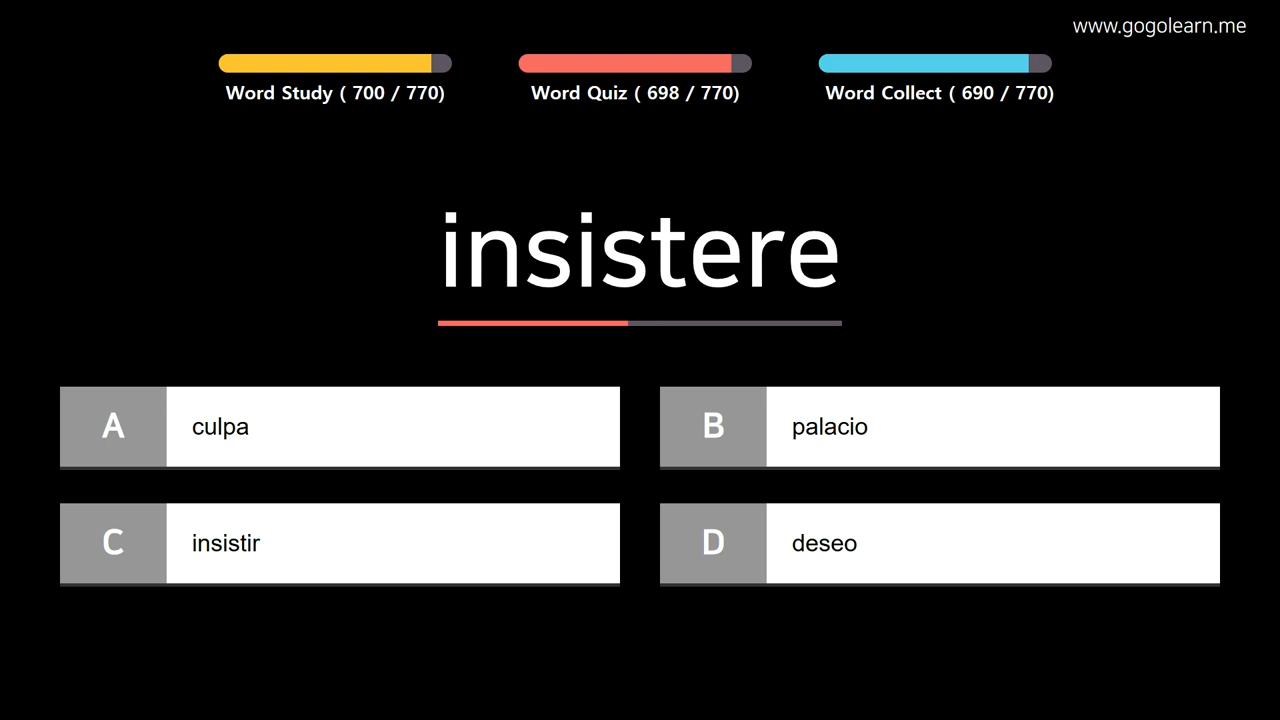 www.gogolearn.me
Word Study ( 700 / 770)
Word Quiz ( 698 / 770)
Word Collect ( 690 / 770)
insistere
A culpa
B palacio
C insistir
D deseo